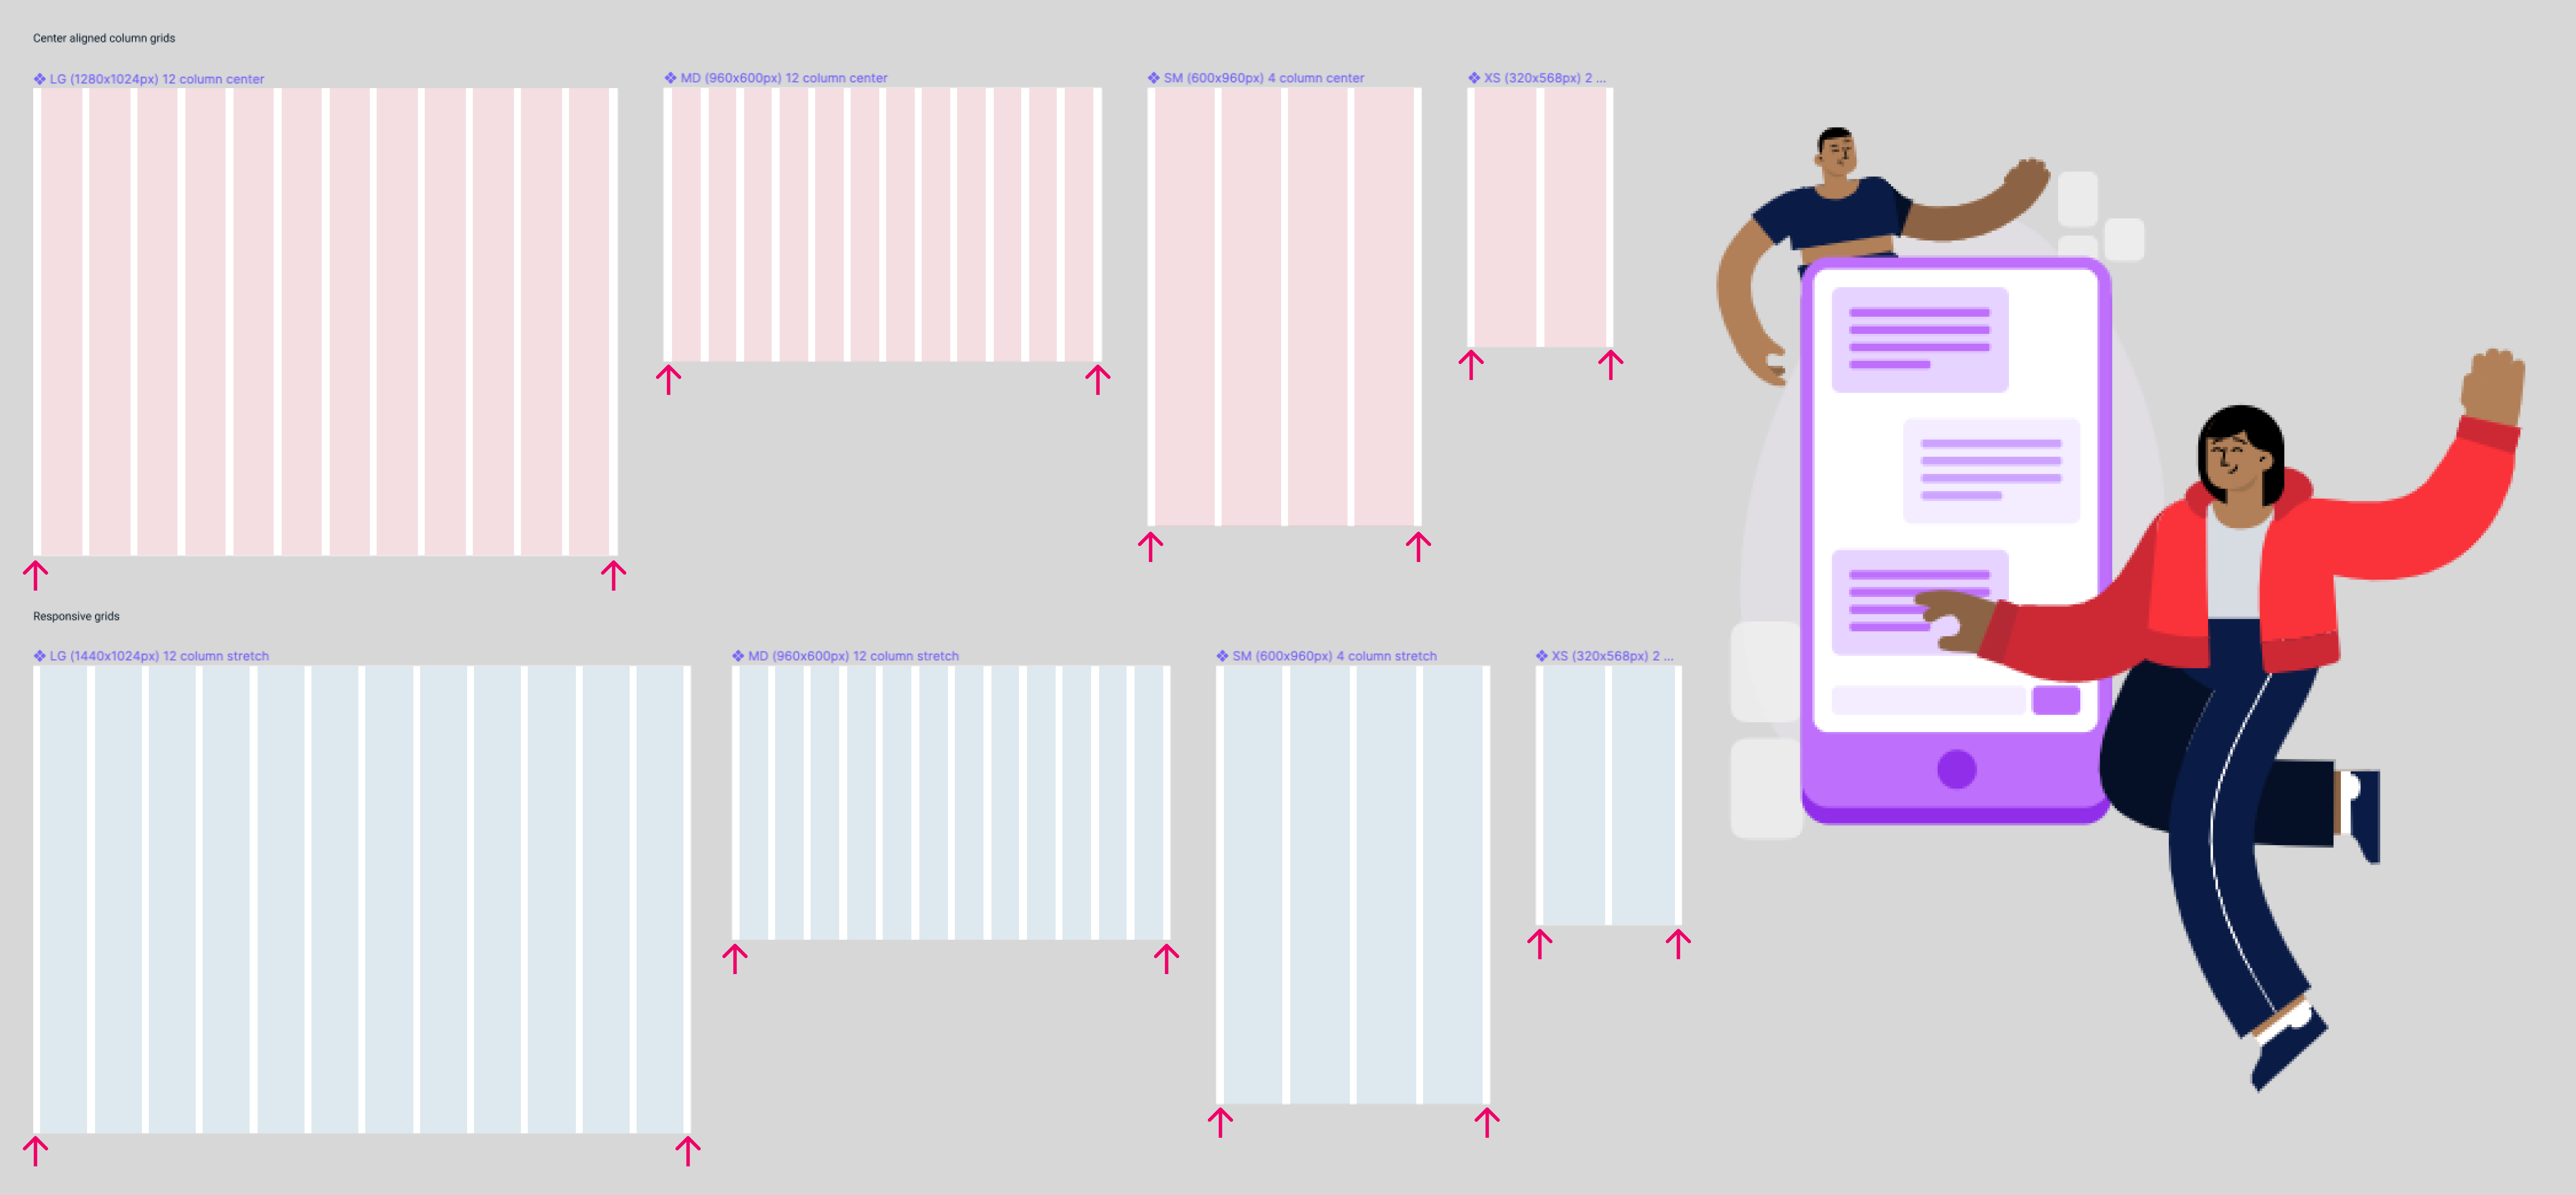 Center aligned column grids
LG (1280x1024px) 12 column center
MD (960x600px) 12 column center
SM (600x960px) 4 column center
XS (320x568px) 2 ...
Responsive grids
LG (1440x1024px) 12 column stretch
MD (960x600px) 12 column stretch
SM (600x960px) 4 column stretch
XS (320x568px) 2 ...